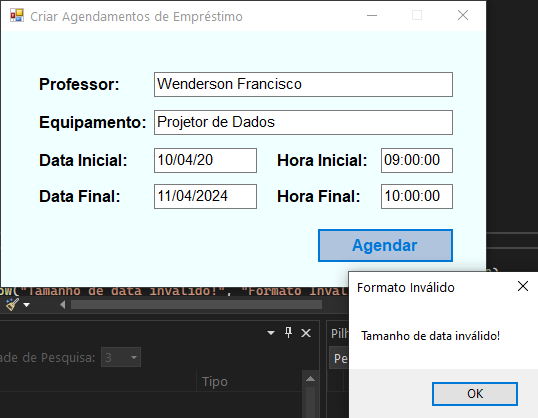 Criar Agendamentos de Empréstimo
Professor: Wenderson Francisco
Equipamento: Projetor de Dados
Data Inicial: 10/04/20 Hora Inicial: 09:00:00
Data Final: 11/04/2024 Hora Final: 10:00:00
Agendar
ow("Tamanho de data inválido!", "Formato Invál
Formato Inválido
Tamanho de data inválido!
OK
ade de Pesquisa: 3
Tipo
Pilh
Pe